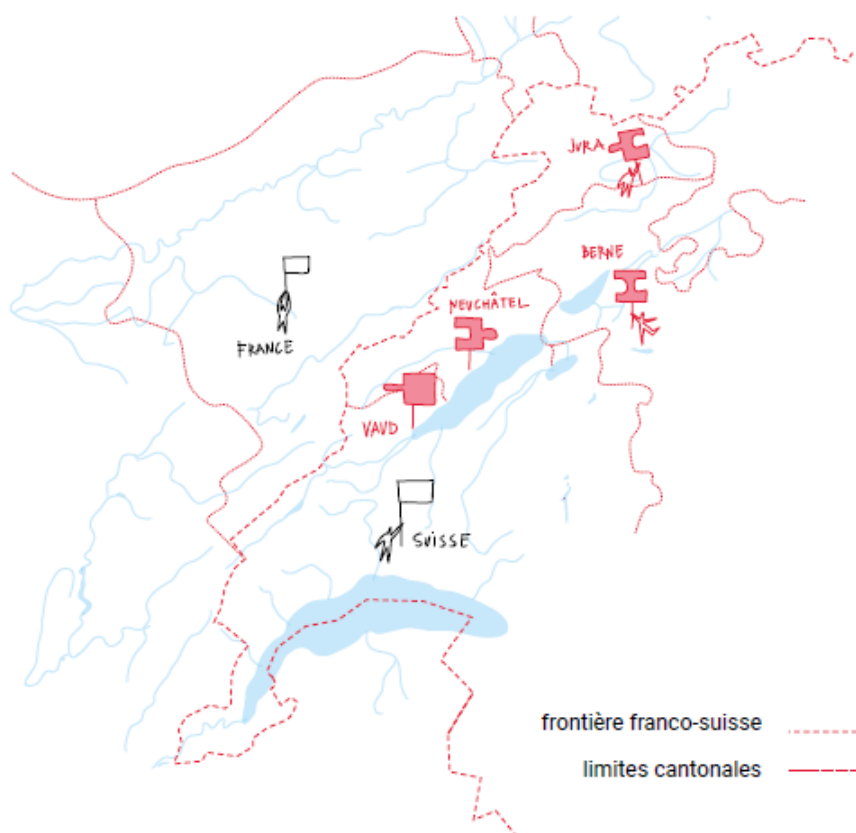 JURA
BERNE
NEUCHÂTEL
FRANCE
VAUD
SUISSE
frontière franco-suisse
limites cantonales